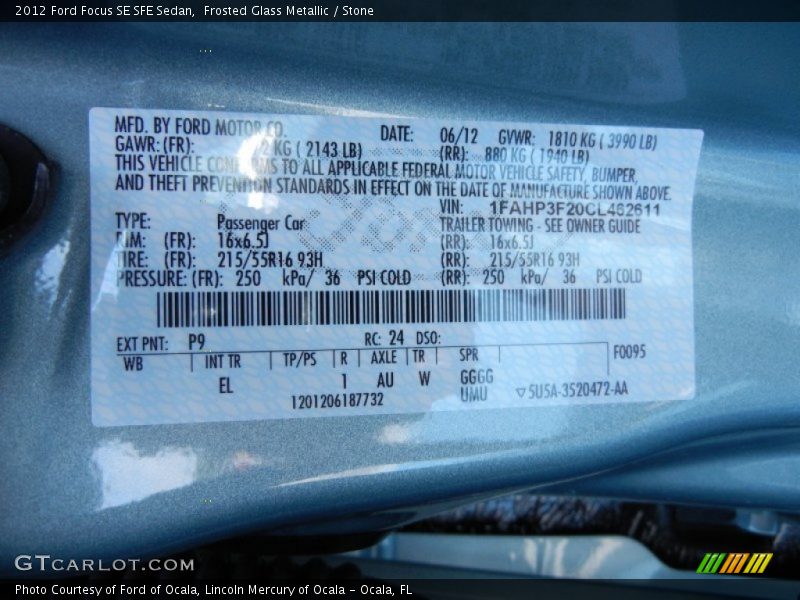 2012 Ford Focus SE SFE Sedan, Frosted Glass Metallic / Stone
MFD. BY FORD MOTOR CO.
DATE: 06/12 GVWR: 1810 KG ( 3990 LB)
GAWR: (FR): 2 KG ( 2143 LB) (RR): 880 KG ( 1940 LB)
THIS VEHICLE CONFORMS TO ALL APPLICABLE FEDERAL MOTOR VEHICLE SAFETY, BUMPER,
AND THEFT PREVENTION STANDARDS IN EFFECT ON THE DATE OF MANUFACTURE SHOWN ABOVE.
VIN: 1FAHP3F20CL462611
TYPE: Passenger Car TRAILER TOWING - SEE OWNER GUIDE
RIM: (FR): 16x6.5J (RR): 16x6.5J
TIRE: (FR): 215/55R16 93H (RR): 215/55R16 93H
PRESSURE: (FR): 250 kPa/ 36 PSI COLD (RR): 250 kPa/ 36 PSI COLD
EXT PNT: P9 RC: 24 DSO:
WB INT TR TP/PS R AXLE TR SPR F0095
EL 1 AU W GGGG
UMU
1201206187732 ▽5U5A-3520472-AA
GTCARLOT.COM
Photo Courtesy of Ford of Ocala, Lincoln Mercury of Ocala - Ocala, FL